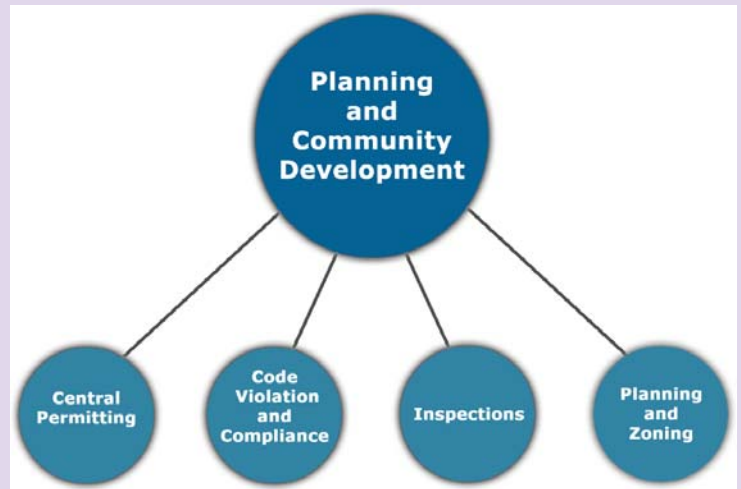 Planning
and
Community
Development
Central
Permitting
Code
Violation
and
Compliance
Inspections
Planning
and
Zoning